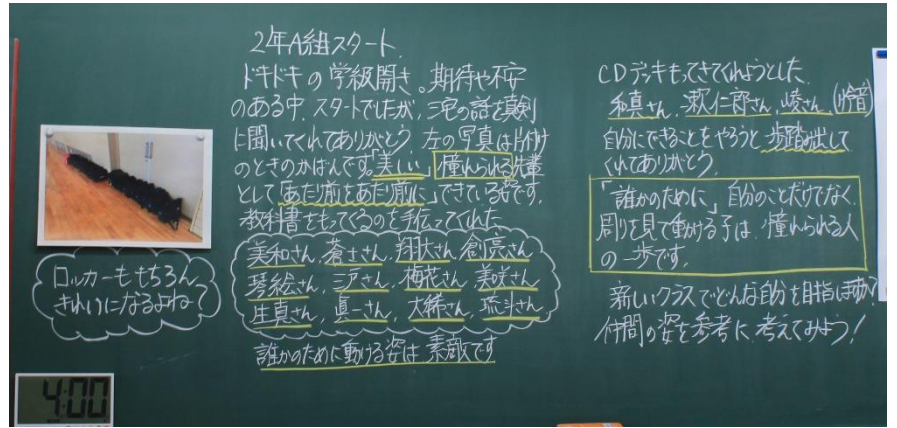 2年A組スタート
ドキドキの学級開き。期待や不安
のある中、スタートでしたが、三宅の話を真剣
に聞いてくれてありがとう。左の写真は片付け
のときのかばんです。「美しい」憧れられる先輩
として「あたり前をあたり前に」できている姿です。
教科書をもってくるのを手伝ってくれた
美和さん、蒼士さん、翔大さん、創亮さん
琴絵さん、三戸さん、梅花さん、美咲さん
生真さん、真一さん、大稀さん、琉斗さん
誰かのために動ける姿は素敵です
ロッカーももちろん
きれいになるよね?
4:00
CDデッキもってきてくれようとした
和真さん、仁郎さん、崚さん、
自分にできることをやろうと一歩踏み出して
くれてありがとう。
「誰かのために」自分のことだけでなく、
周りを見て動ける子は、憧れられる人
の一歩です。
新しいクラスでどんな自分を目指しますか?
仲間の姿を参考に、考えてみよう!